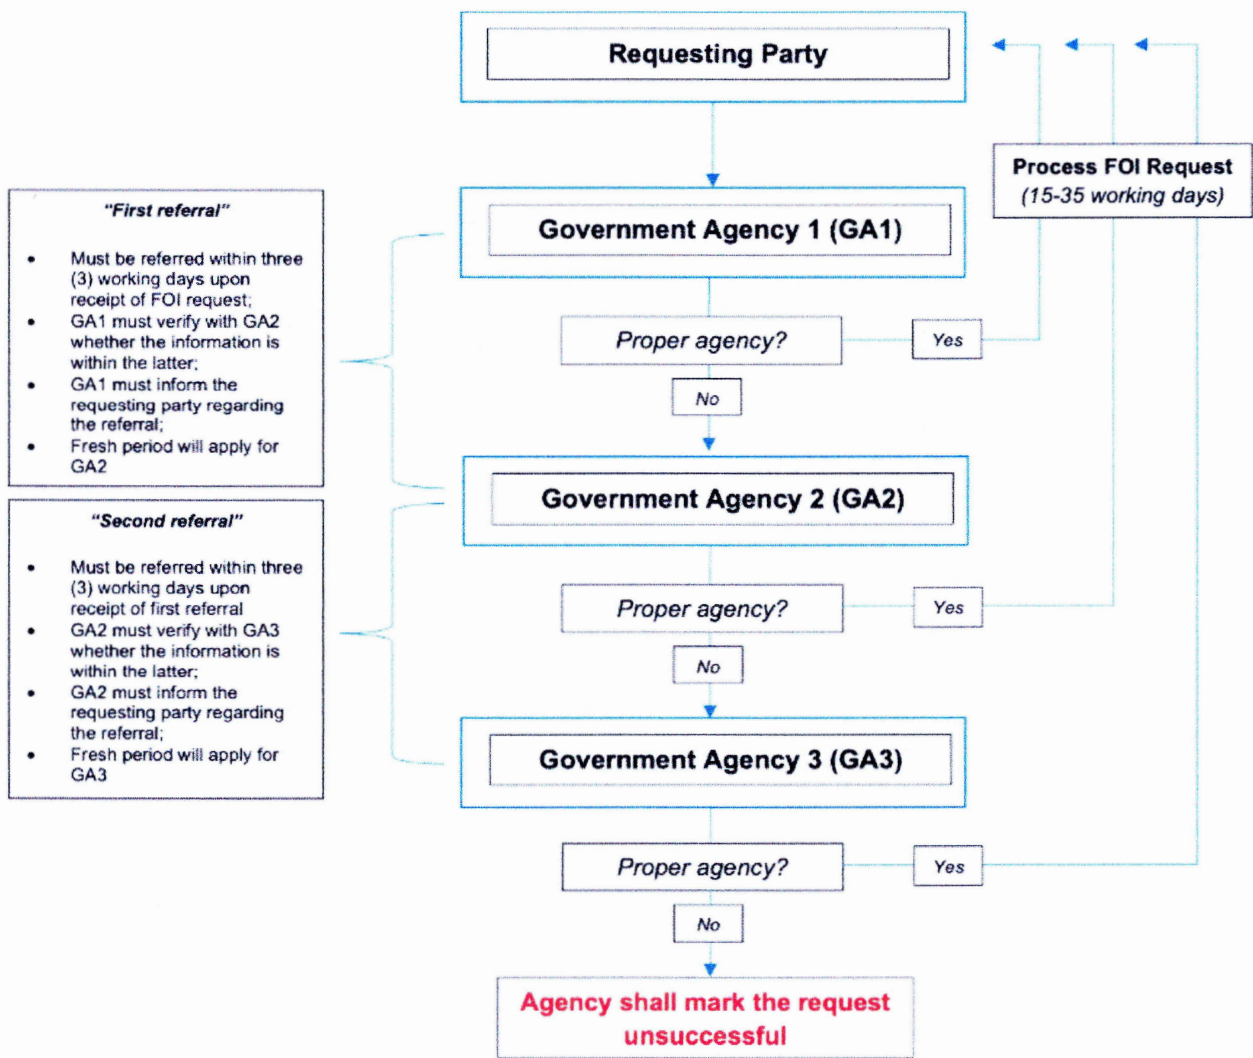 Requesting Party
Process FOI Request
(15-35 working days)
"First referral"
• Must be referred within three
(3) working days upon
receipt of FOI request;
• GA1 must verify with GA2
whether the information is
within the latter;
• GA1 must inform the
requesting party regarding
the referral;
• Fresh period will apply for
GA2
Government Agency 1 (GA1)
Proper agency?
Yes
No
Government Agency 2 (GA2)
"Second referral"
• Must be referred within three
(3) working days upon
receipt of first referral
• GA2 must verify with GA3
whether the information is
within the latter;
• GA2 must inform the
requesting party regarding
the referral;
• Fresh period will apply for
GA3
Proper agency?
Yes
No
Government Agency 3 (GA3)
Proper agency?
Yes
No
Agency shall mark the request
unsuccessful